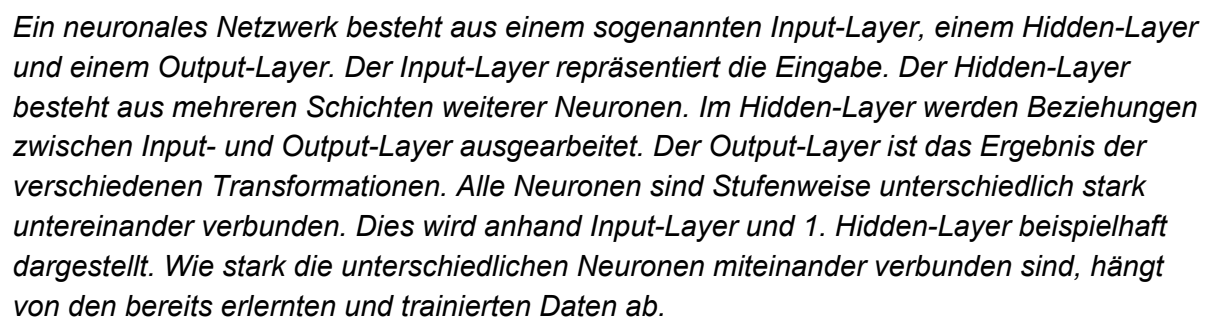 Ein neuronales Netzwerk besteht aus einem sogenannten Input-Layer, einem Hidden-Layer
und einem Output-Layer. Der Input-Layer repräsentiert die Eingabe. Der Hidden-Layer
besteht aus mehreren Schichten weiterer Neuronen. Im Hidden-Layer werden Beziehungen
zwischen Input- und Output-Layer ausgearbeitet. Der Output-Layer ist das Ergebnis der
verschiedenen Transformationen. Alle Neuronen sind Stufenweise unterschiedlich stark
untereinander verbunden. Dies wird anhand Input-Layer und 1. Hidden-Layer beispielhaft
dargestellt. Wie stark die unterschiedlichen Neuronen miteinander verbunden sind, hängt
von den bereits erlernten und trainierten Daten ab.